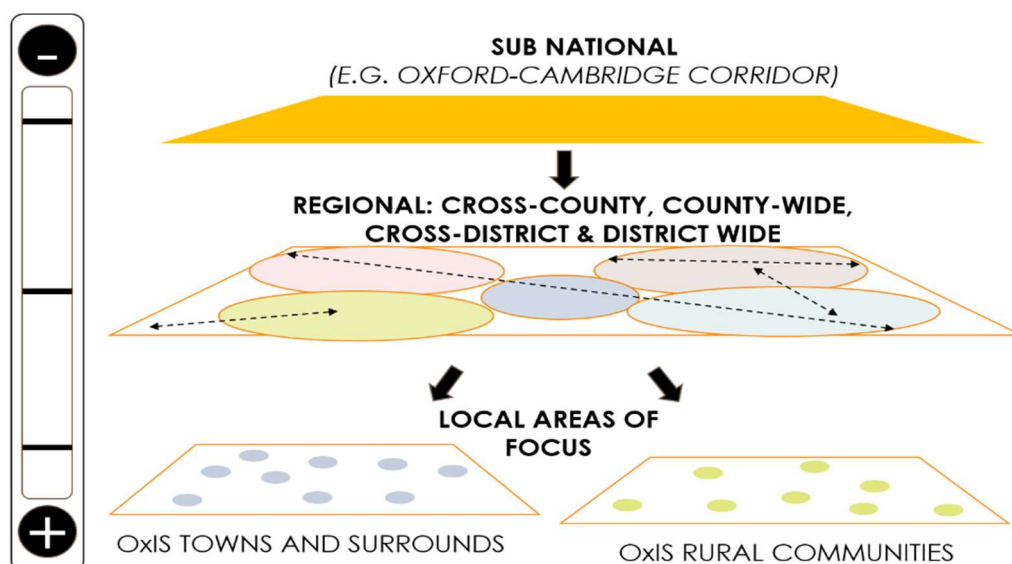 -
SUB NATIONAL
(E.G. OXFORD-CAMBRIDGE CORRIDOR)
REGIONAL: CROSS-COUNTY, COUNTY-WIDE,
CROSS-DISTRICT & DISTRICT WIDE
LOCAL AREAS OF
FOCUS
+
OxIS TOWNS AND SURROUNDS
OxIS RURAL COMMUNITIES